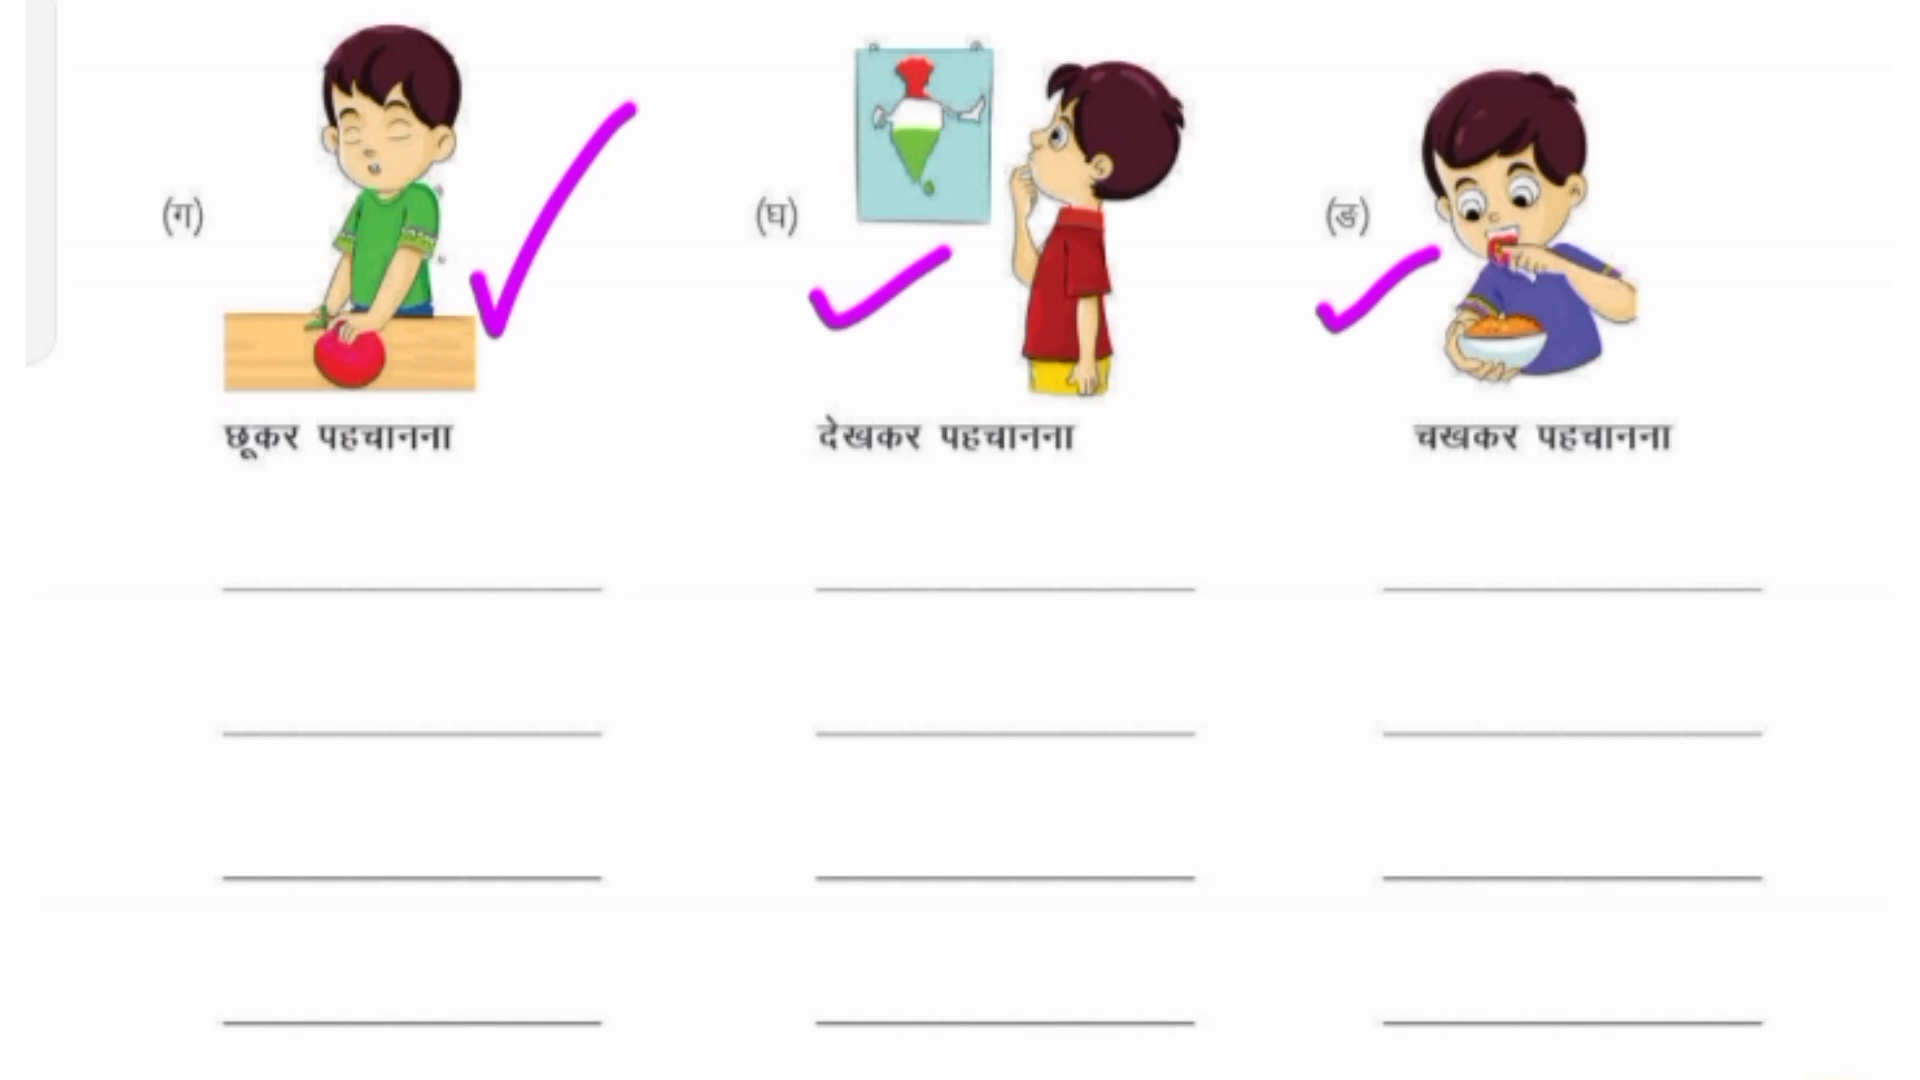 (ग)
(घ)
(ङ)
छूकर पहचानना
देखकर पहचानना
चखकर पहचानना